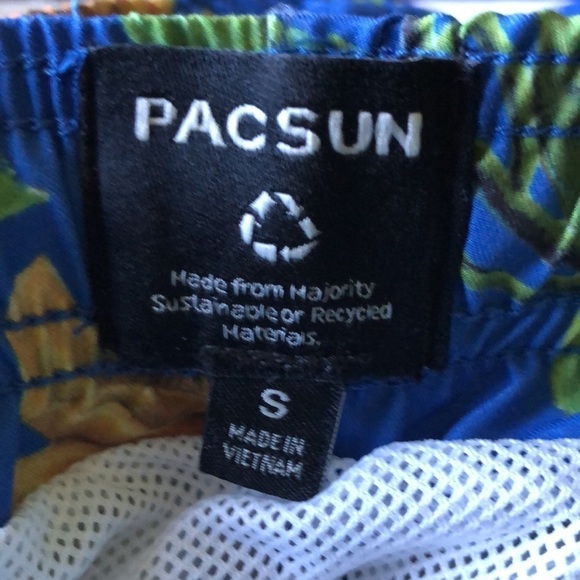 PACSUN
Made from Majority
Sustainable or Recycled
Materials.
S
MADE IN
VIETNAM